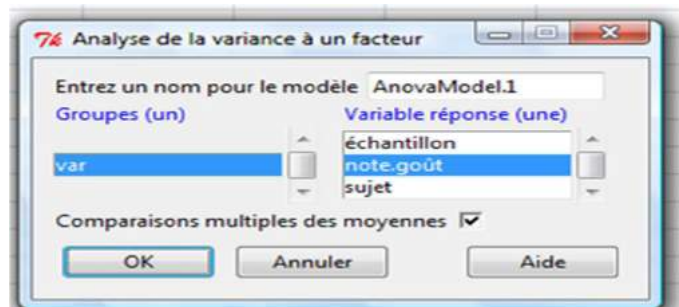 Analyse de la variance à un facteur
Entrez un nom pour le modèle AnovaModel.1
Groupes (un) Variable réponse (une)
échantillon
var note.goût
sujet
Comparaisons multiples des moyennes
OK Annuler Aide